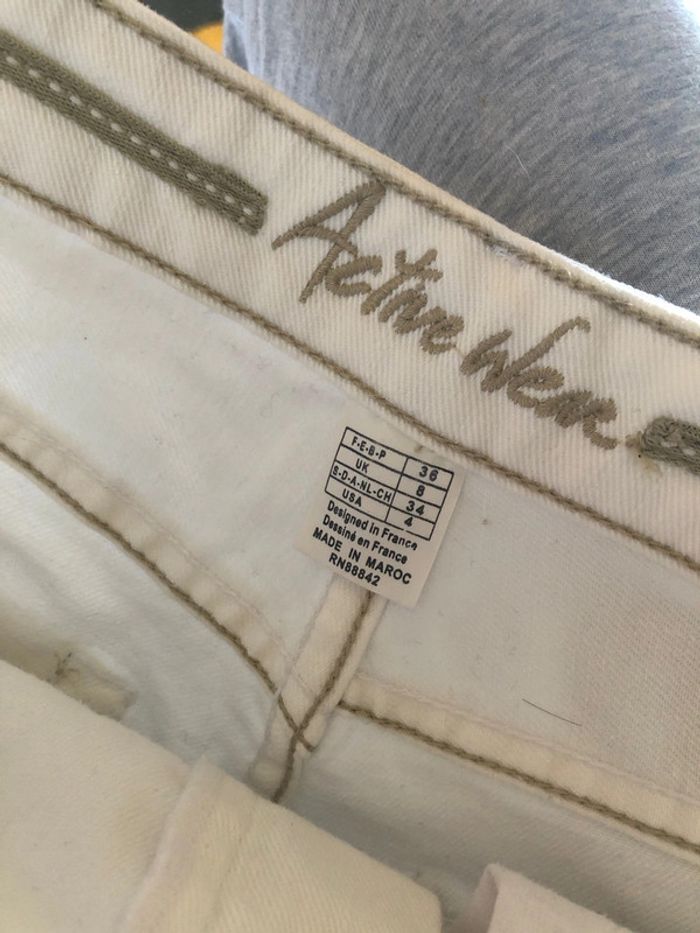 Active Wear
F-E-B-P 36
UK 8
S-D-A-NL-CH 34
USA 4
Designed in France
Dessiné en France
MADE IN MAROC
RN88842